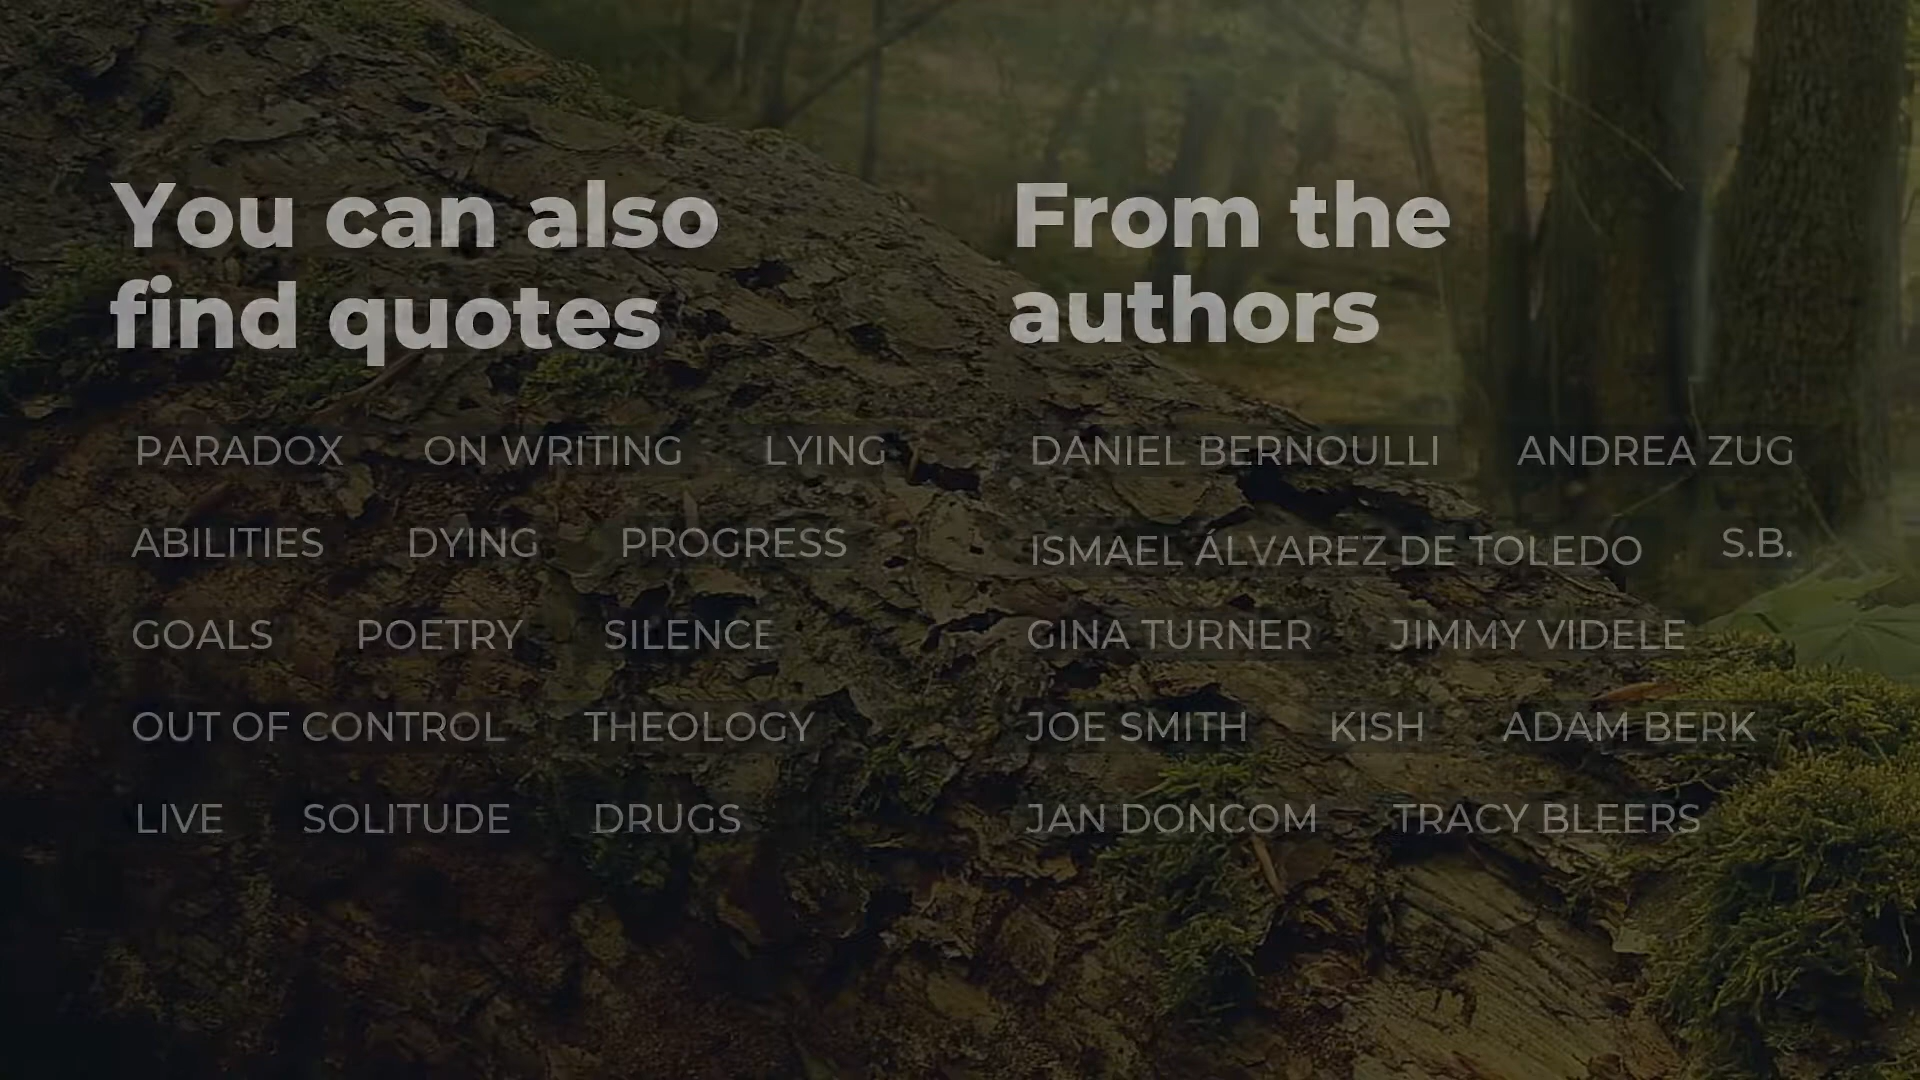 You can also
find quotes
PARADOX ON WRITING LYING
ABILITIES DYING PROGRESS
GOALS POETRY SILENCE
OUT OF CONTROL THEOLOGY
LIVE SOLITUDE DRUGS
From the
authors
DANIEL BERNOULLI ANDREA ZUG
ISMAEL ÁLVAREZ DE TOLEDO S.B.
GINA TURNER JIMMY VIDELE
JOE SMITH KISH ADAM BERK
JAN DONCOM TRACY BLEERS